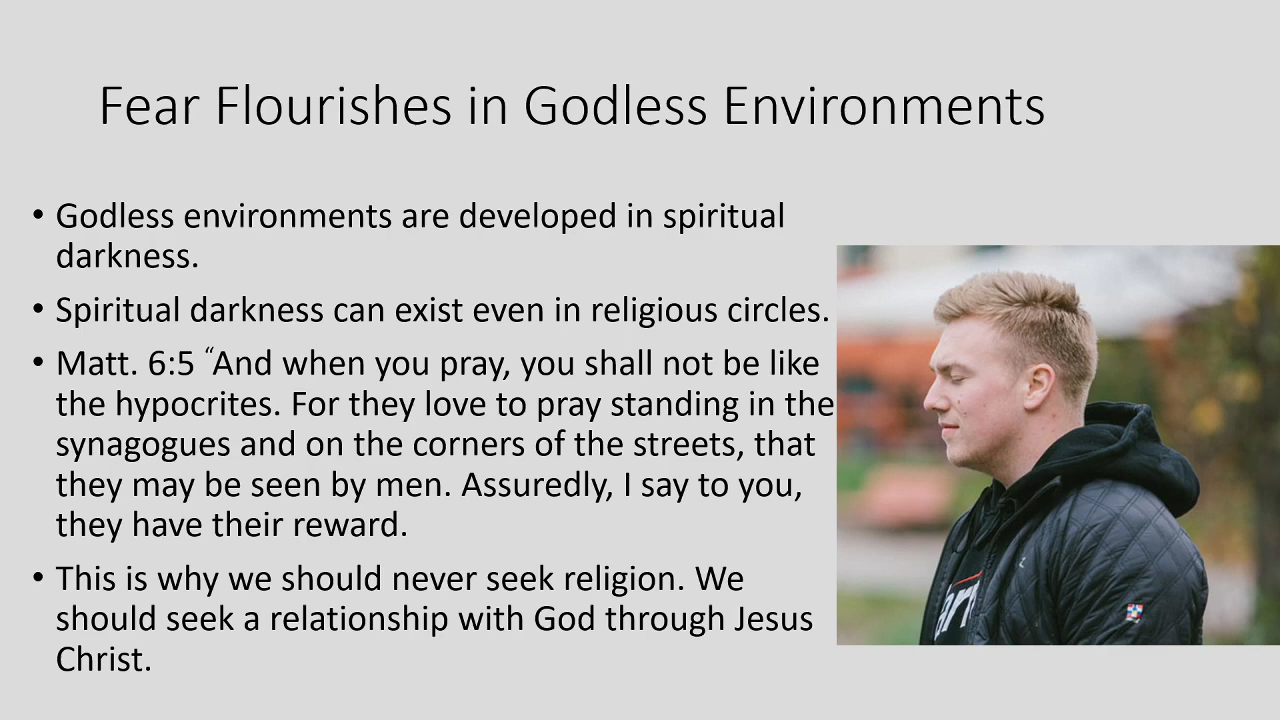 Fear Flourishes in Godless Environments
• Godless environments are developed in spiritual
darkness.
• Spiritual darkness can exist even in religious circles.
• Matt. 6:5 “And when you pray, you shall not be like
the hypocrites. For they love to pray standing in the
synagogues and on the corners of the streets, that
they may be seen by men. Assuredly, I say to you,
they have their reward.
• This is why we should never seek religion. We
should seek a relationship with God through Jesus
Christ.